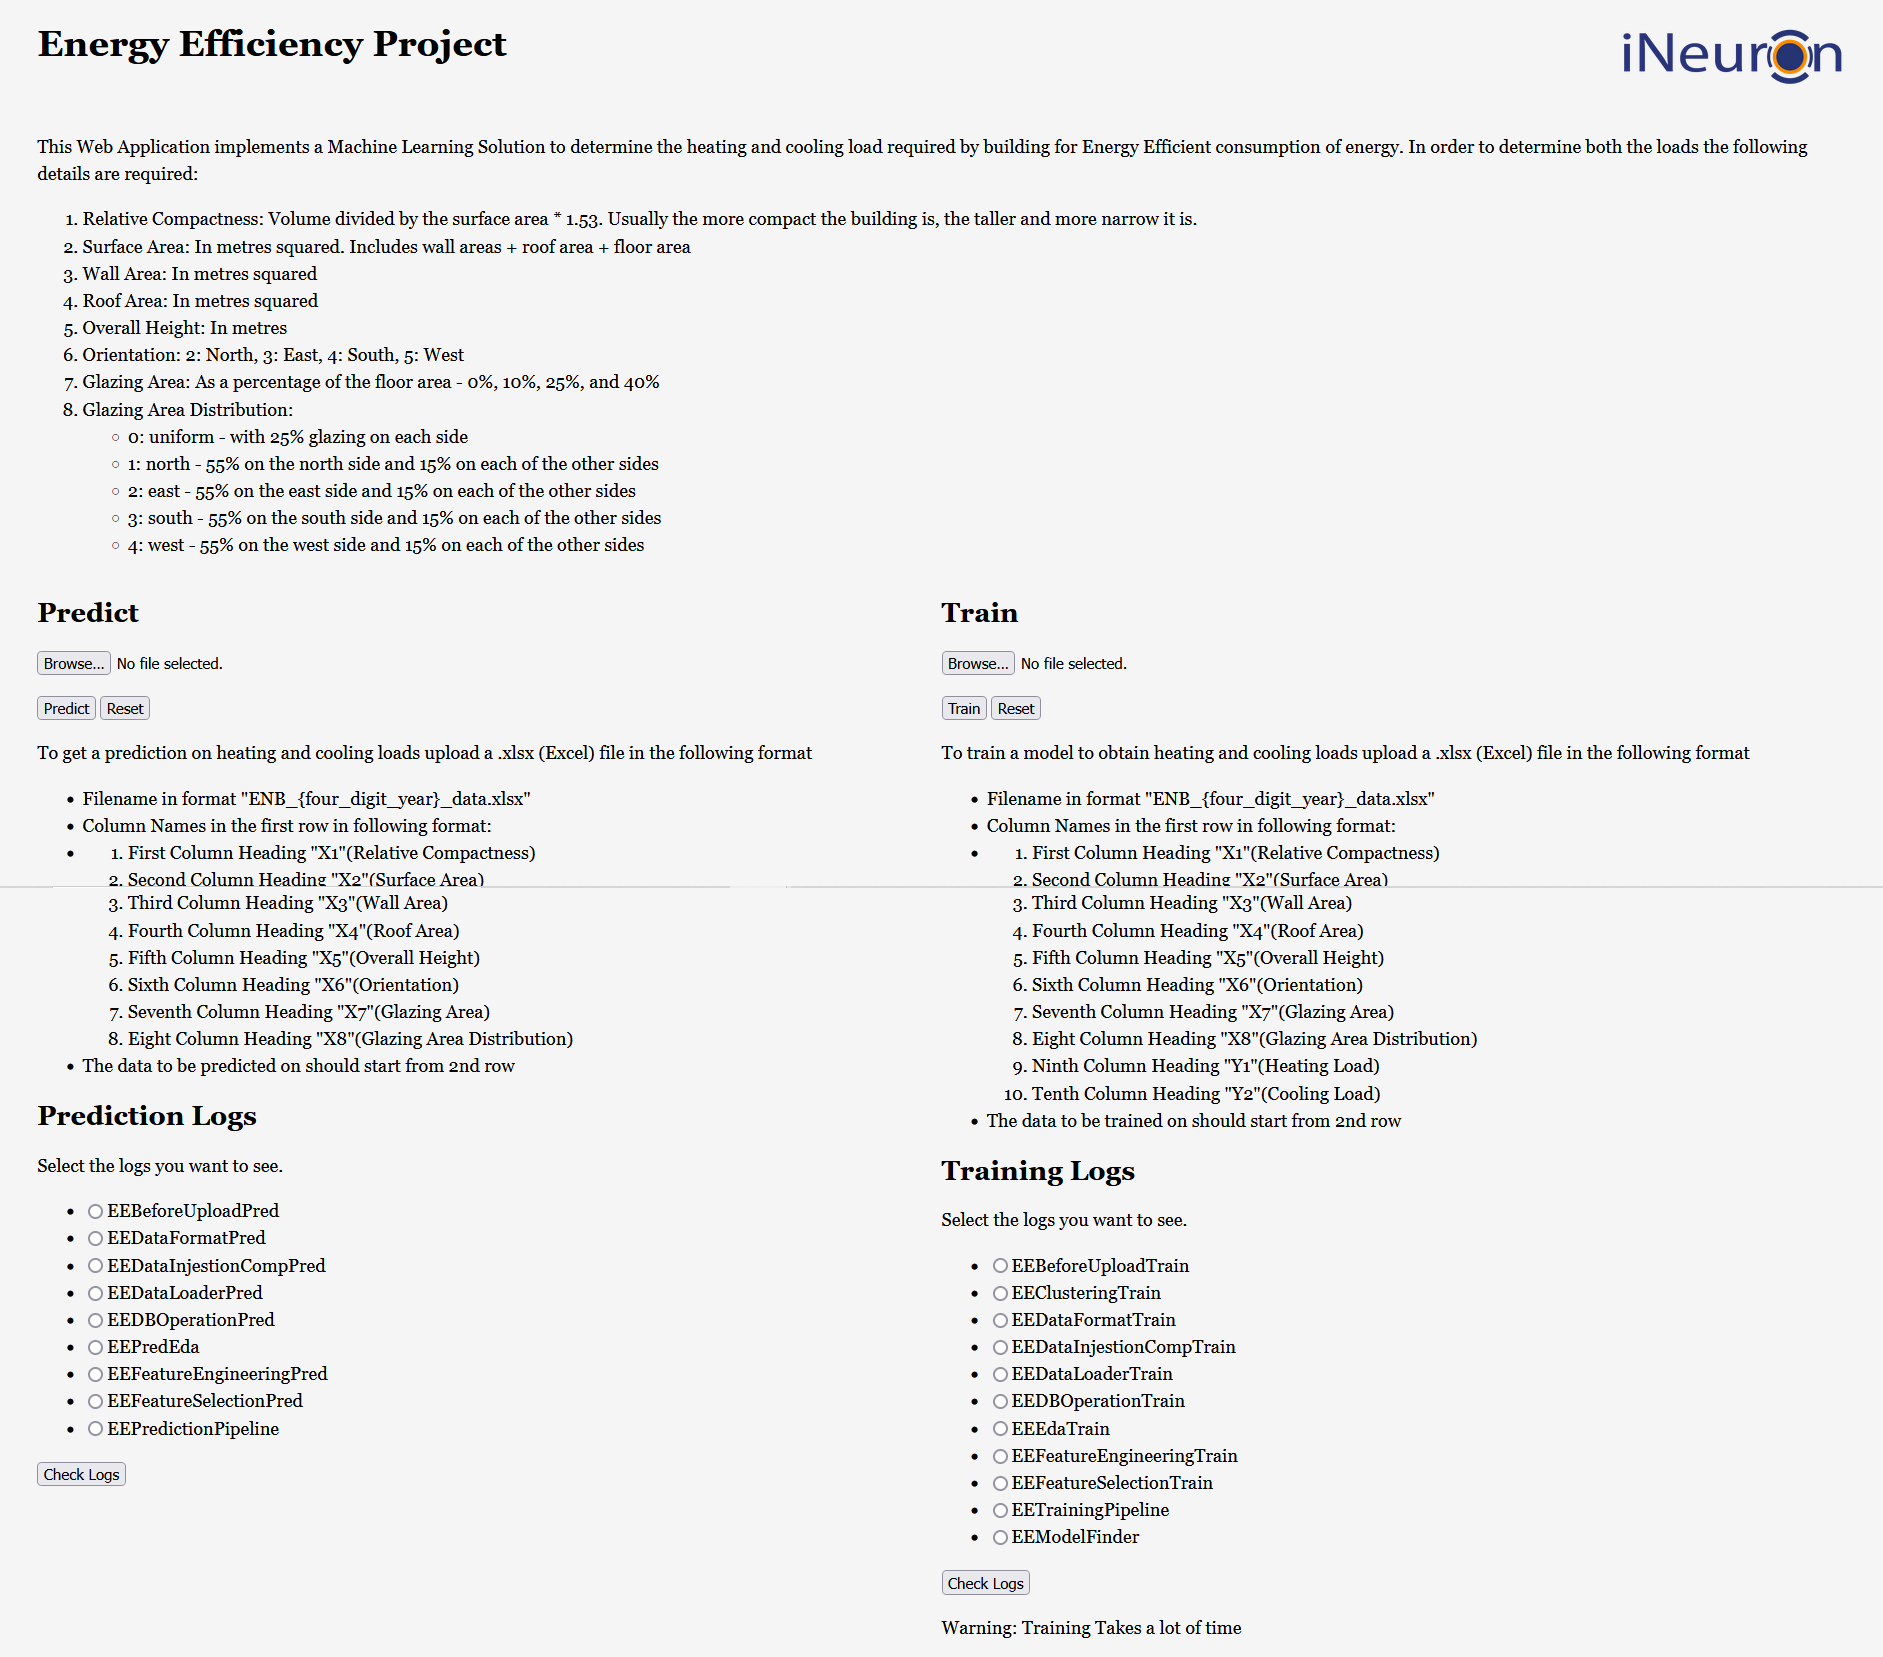 Energy Efficiency Project
iNeuron
This Web Application implements a Machine Learning Solution to determine the heating and cooling load required by building for Energy Efficient consumption of energy. In order to determine both the loads the following
details are required:
1. Relative Compactness: Volume divided by the surface area * 1.53. Usually the more compact the building is, the taller and more narrow it is.
2. Surface Area: In metres squared. Includes wall areas + roof area + floor area
3. Wall Area: In metres squared
4. Roof Area: In metres squared
5. Overall Height: In metres
6. Orientation: 2: North, 3: East, 4: South, 5: West
7. Glazing Area: As a percentage of the floor area - 0%, 10%, 25%, and 40%
8. Glazing Area Distribution:
0: uniform - with 25% glazing on each side
1: north - 55% on the north side and 15% on each of the other sides
2: east - 55% on the east side and 15% on each of the other sides
3: south - 55% on the south side and 15% on each of the other sides
4: west - 55% on the west side and 15% on each of the other sides
Predict
Browse... No file selected.
Predict Reset
To get a prediction on heating and cooling loads upload a .xlsx (Excel) file in the following format
• Filename in format "ENB_{four_digit_year}_data.xlsx"
• Column Names in the first row in following format:
• 1. First Column Heading "X1"(Relative Compactness)
2. Second Column Heading "X2"(Surface Area)
3. Third Column Heading "X3"(Wall Area)
4. Fourth Column Heading "X4"(Roof Area)
5. Fifth Column Heading "X5"(Overall Height)
6. Sixth Column Heading "X6"(Orientation)
7. Seventh Column Heading "X7"(Glazing Area)
8. Eight Column Heading "X8"(Glazing Area Distribution)
• The data to be predicted on should start from 2nd row
Prediction Logs
Select the logs you want to see.
• EEBeforeUploadPred
• EEDataFormatPred
• EEDataInjestionCompPred
• EEDataLoaderPred
• EEDBOperationPred
• EEPredEda
• EEFeatureEngineeringPred
• EEFeatureSelectionPred
• EEPredictionPipeline
Check Logs
Train
Browse... No file selected.
Train Reset
To train a model to obtain heating and cooling loads upload a .xlsx (Excel) file in the following format
• Filename in format "ENB_{four_digit_year}_data.xlsx"
• Column Names in the first row in following format:
• 1. First Column Heading "X1"(Relative Compactness)
2. Second Column Heading "X2"(Surface Area)
3. Third Column Heading "X3"(Wall Area)
4. Fourth Column Heading "X4"(Roof Area)
5. Fifth Column Heading "X5"(Overall Height)
6. Sixth Column Heading "X6"(Orientation)
7. Seventh Column Heading "X7"(Glazing Area)
8. Eight Column Heading "X8"(Glazing Area Distribution)
9. Ninth Column Heading "Y1"(Heating Load)
10. Tenth Column Heading "Y2"(Cooling Load)
• The data to be trained on should start from 2nd row
Training Logs
Select the logs you want to see.
• EEBeforeUploadTrain
• EEClusteringTrain
• EEDataFormatTrain
• EEDataInjestionCompTrain
• EEDataLoaderTrain
• EEDBOperationTrain
• EEEdaTrain
• EEFeatureEngineeringTrain
• EEFeatureSelectionTrain
• EETrainingPipeline
• EEModelFinder
Check Logs
Warning: Training Takes a lot of time